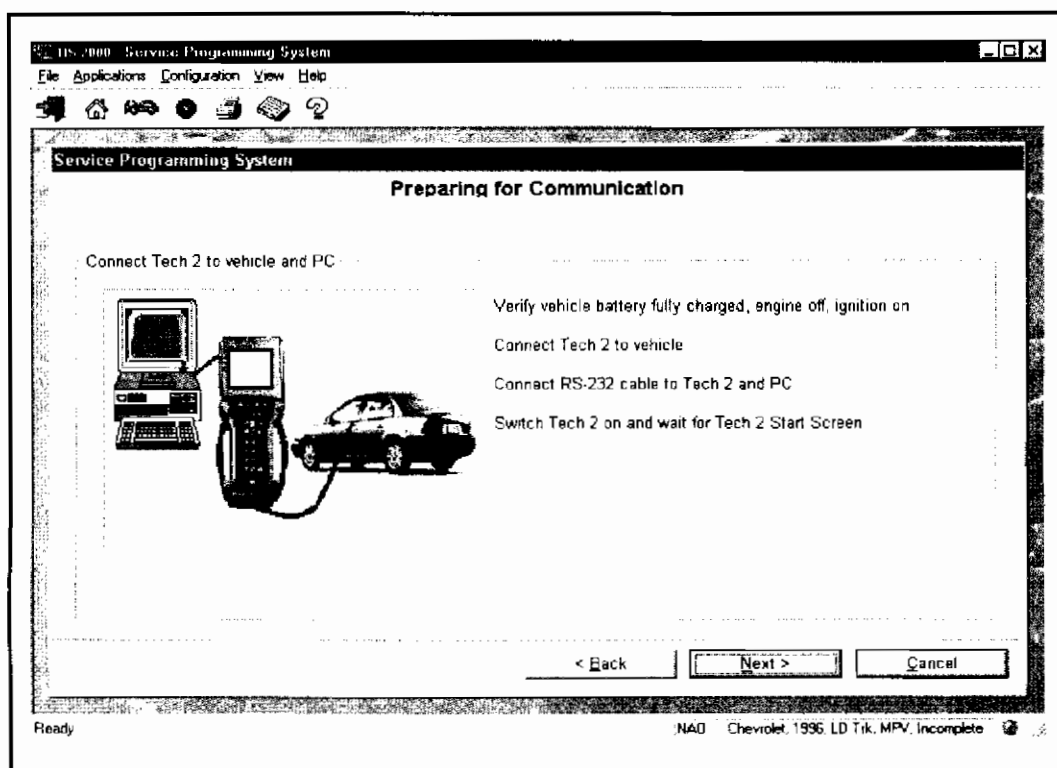 TIS 2000 Service Programming System
File Applications Configuration View Help
Service Programming System
Preparing for Communication
Connect Tech 2 to vehicle and PC
Verify vehicle battery fully charged, engine off, ignition on
Connect Tech 2 to vehicle
Connect RS-232 cable to Tech 2 and PC
Switch Tech 2 on and wait for Tech 2 Start Screen
< Back Next > Cancel
Ready NAO Chevrolet, 1996, LD Trk, MPV, Incomplete